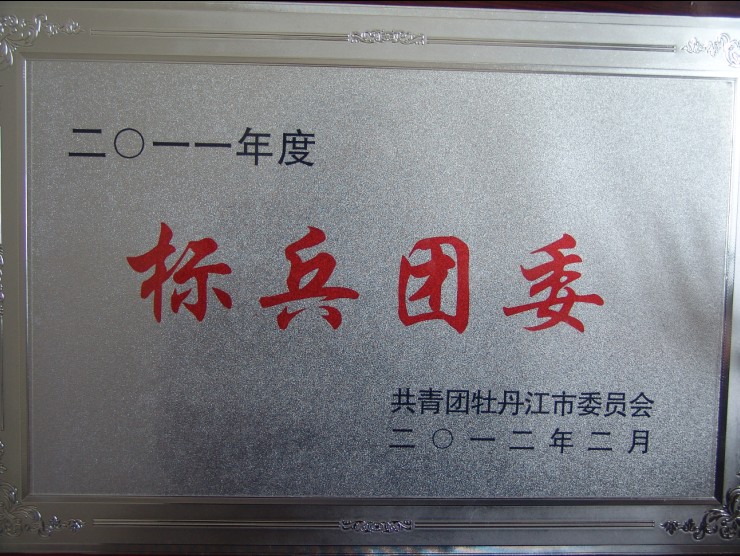 二〇一一年度
标兵团委
共青团牡丹江市委员会
二〇一二年二月